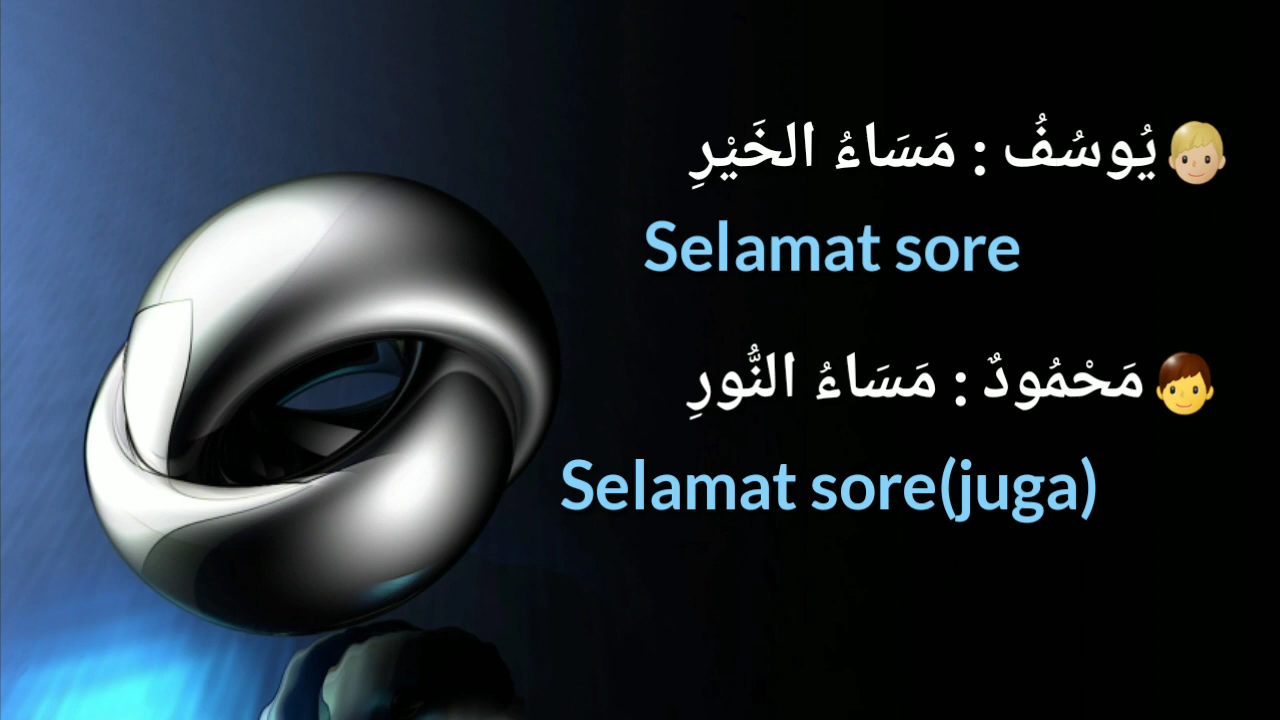 يُوسُفُ : مَسَاءُ الخَيْرِ
Selamat sore
مَحْمُودٌ : مَسَاءُ النُّورِ
Selamat sore(juga)